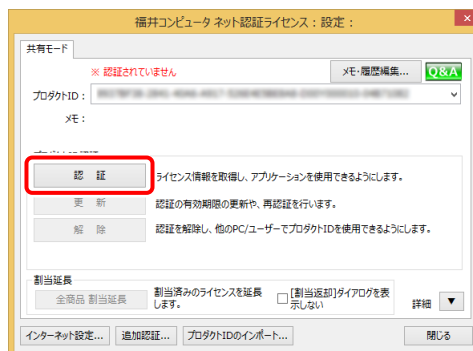 福井コンピュータ ネット認証ライセンス：設定：
共有モード
※ 認証されていません
メモ・履歴編集...
Q&A
プロダクトID：
メモ：
認　証
ライセンス情報を取得し、アプリケーションを使用できるようにします。
更　新
認証の有効期限の更新や、再認証を行います。
解　除
認証を解除し、他のPC/ユーザーでプロダクトIDを使用できるようにします。
割当延長
全商品 割当延長
割当済みのライセンスを延長
します。
[割当返却]ダイアログを表
示しない
詳細
インターネット設定...
追加認証...
プロダクトIDのインポート...
閉じる